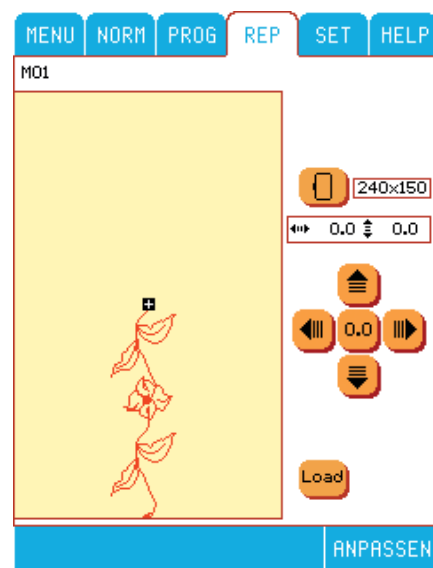 MENU NORM PROG REP SET HELP
M01
240x150
0.0 0.0
0.0
Load
ANPASSEN